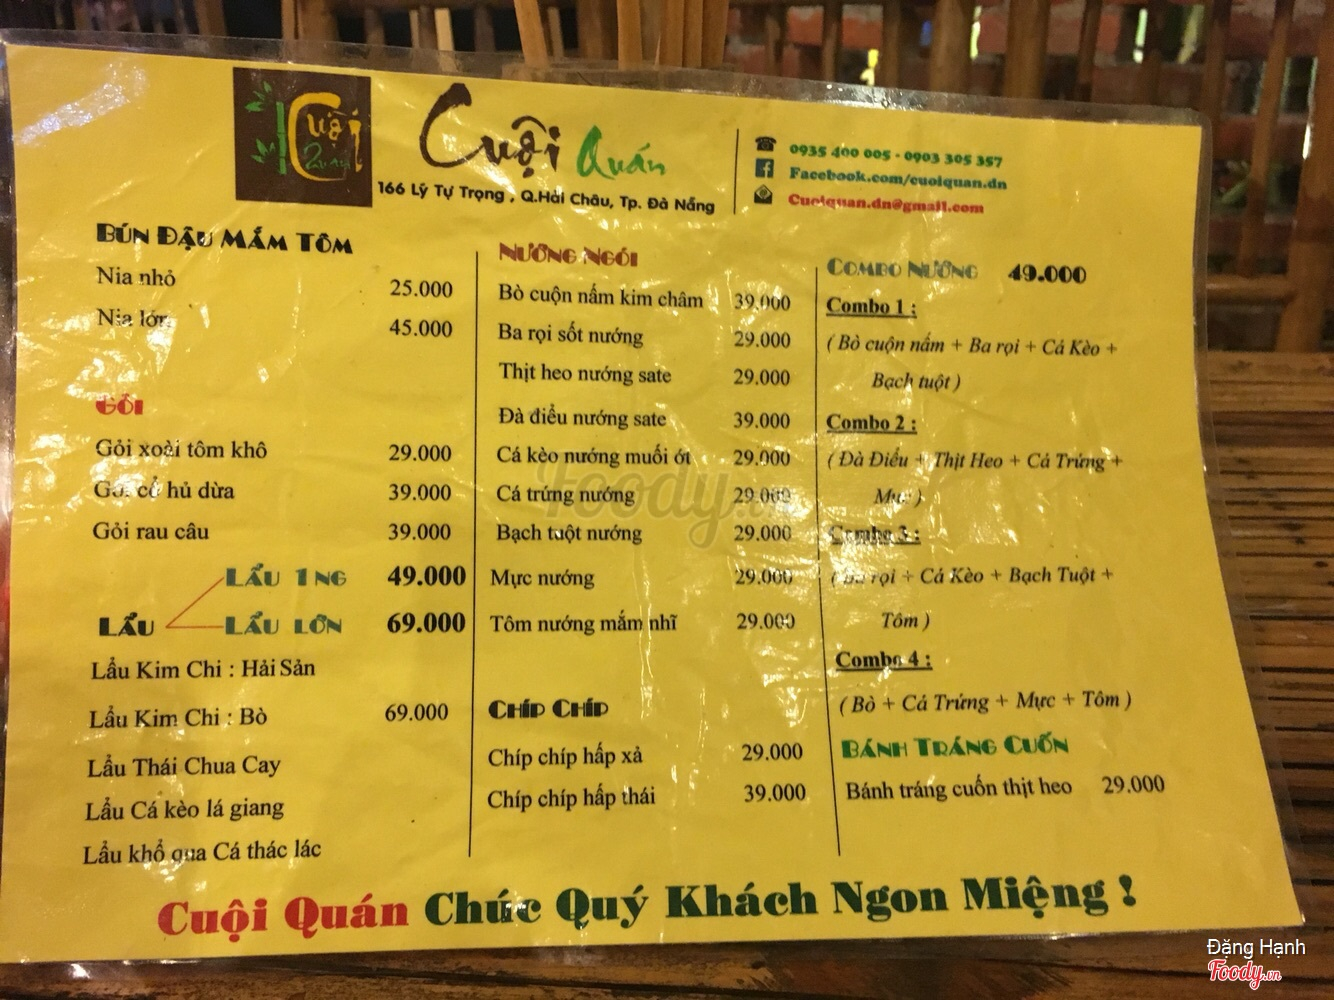 Cuội
Quán
Cuội Quán
166 Lý Tự Trọng , Q.Hải Châu, Tp. Đà Nẵng
0935 400 005 - 0903 305 357
Facebook.com/cuoiquan.dn
Cuoiquan.dn@gmail.com
BÚN ĐẬU MẮM TÔM
Nia nhỏ 25.000
Nia lớn 45.000
GỎI
Gỏi xoài tôm khô 29.000
Gỏi cổ hủ dừa 39.000
Gỏi rau câu 39.000
LẨU 1 NG 49.000
LẨU LẨU LỚN 69.000
Lẩu Kim Chi : Hải Sản
Lẩu Kim Chi : Bò 69.000
Lẩu Thái Chua Cay
Lẩu Cá kèo lá giang
Lẩu khổ qua Cá thác lác
NƯỚNG NGÓI
Bò cuộn nấm kim châm 39.000
Ba rọi sốt nướng 29.000
Thịt heo nướng sate 29.000
Đà điểu nướng sate 39.000
Cá kèo nướng muối ớt 29.000
Cá trứng nướng 29.000
Bạch tuột nướng 29.000
Mực nướng 29.000
Tôm nướng mắm nhĩ 29.000
CHÍP CHÍP
Chíp chíp hấp xả 29.000
Chíp chíp hấp thái 39.000
COMBO NƯỚNG 49.000
Combo 1 :
( Bò cuộn nấm + Ba rọi + Cá Kèo +
Bạch tuột )
Combo 2 :
( Đà Điểu + Thịt Heo + Cá Trứng +
Mực )
Combo 3 :
( Ba rọi + Cá Kèo + Bạch Tuột +
Tôm )
Combo 4 :
( Bò + Cá Trứng + Mực + Tôm )
BÁNH TRÁNG CUỐN
Bánh tráng cuốn thịt heo 29.000
Cuội Quán Chúc Quý Khách Ngon Miệng !
Foody.vn
Đặng Hạnh
Foody.vn